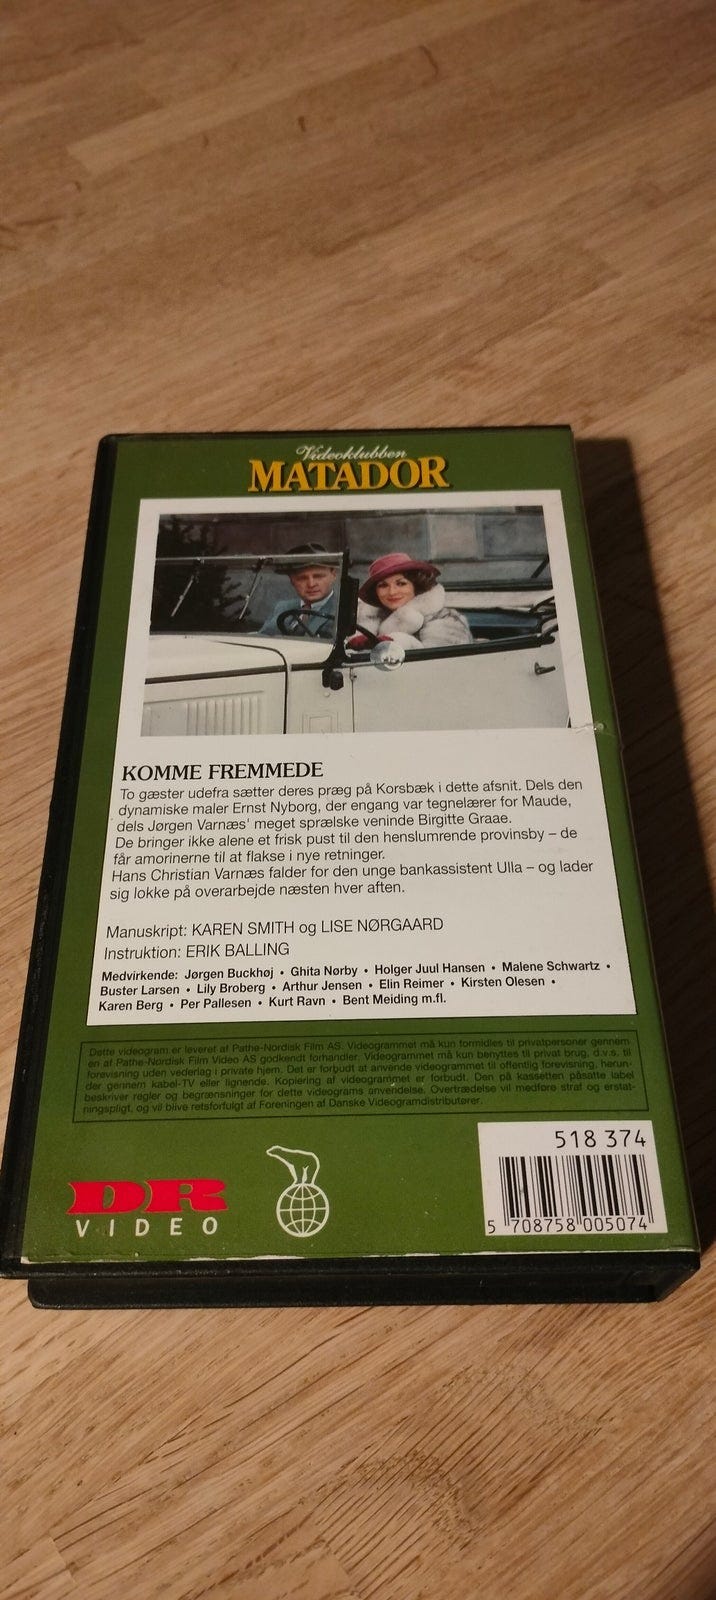 Videoklubben
MATADOR
KOMME FREMMEDE
To gæster udefra sætter deres præg på Korsbæk i dette afsnit. Dels den
dynamiske maler Ernst Nyborg, der engang var tegnelærer for Maude,
dels Jørgen Varnæs' meget sprælske veninde Birgitte Graae.
De bringer ikke alene et frisk pust til den henslumrende provinsby – de
får amorinerne til at flakse i nye retninger.
Hans Christian Varnæs falder for den unge bankassistent Ulla – og lader
sig lokke på overarbejde næsten hver aften.
Manuskript: KAREN SMITH og LISE NØRGAARD
Instruktion: ERIK BALLING
Medvirkende: Jørgen Buckhøj • Ghita Nørby • Holger Juul Hansen • Malene Schwartz •
Buster Larsen • Lily Broberg • Arthur Jensen • Elin Reimer • Kirsten Olesen •
Karen Berg • Per Pallesen • Kurt Ravn • Bent Meiding m.fl.
Dette videogram er leveret af Pathe-Nordisk Film AS. Videogrammet må kun formidles til privatpersoner gennem
en af Pathe-Nordisk Film Video AS godkendt forhandler. Videogrammet må kun benyttes til privat brug, d.v.s. til
forevisning uden vederlag i private hjem. Det er forbudt at anvende videogrammet til offentlig forevisning, herun-
der gennem kabel-TV eller lignende. Kopiering af videogrammet er forbudt. Den på kassetten påsatte label
beskriver regler og begrænsninger for dette videograms anvendelse. Overtrædelse vil medføre straf og erstat-
ningspligt, og vil blive retsforfulgt af Foreningen af Danske Videogramdistributører.
518 374
DR
VIDEO
5 708758 005074